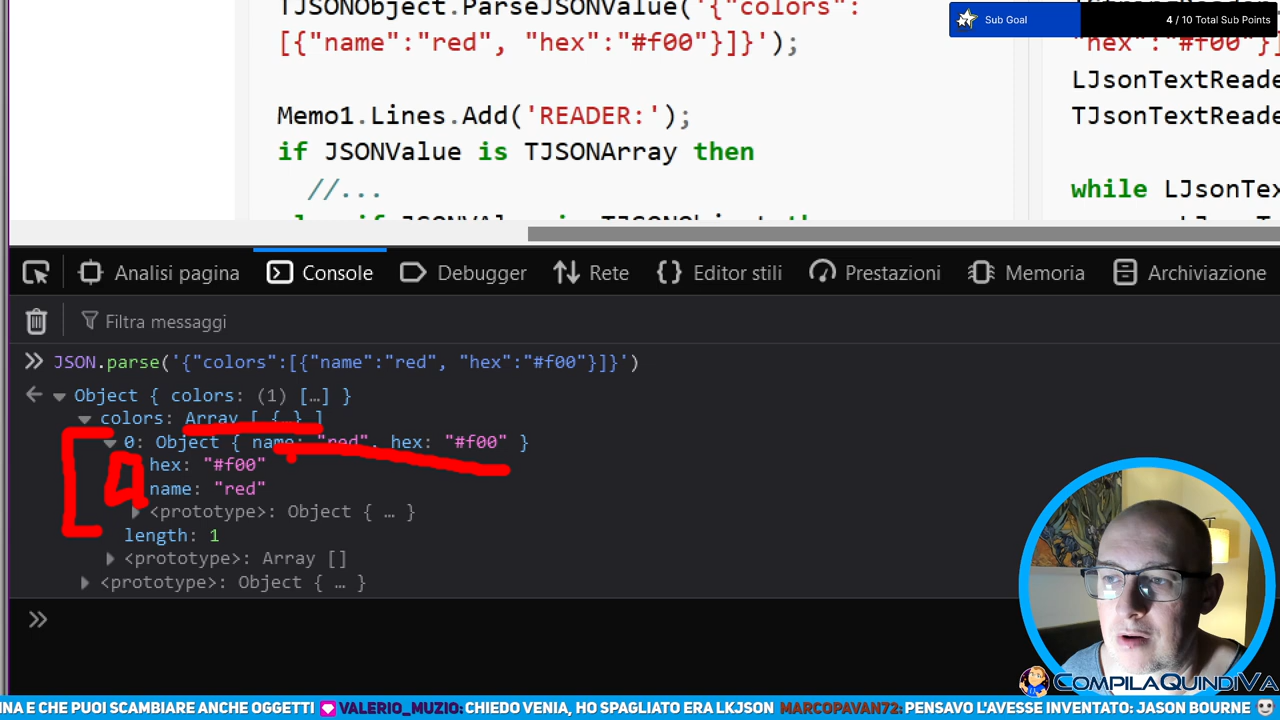 TJSONObject.ParseJSONValue('{"colors":
[{"name":"red", "hex":"#f00"}]}');
Memo1.Lines.Add('READER:');
if JSONValue is TJSONArray then
//...
"hex":"#f00"}]
LJsonTextReade
TJsonTextReade
while LJsonTex
Sub Goal
4 / 10 Total Sub Points
Analisi pagina
Console
Debugger
Rete
Editor stili
Prestazioni
Memoria
Archiviazione
Filtra messaggi
JSON.parse('{"colors":[{"name":"red", "hex":"#f00"}]}')
Object { colors: (1) […] }
colors: Array [ {…} ]
0: Object { name: "red", hex: "#f00" }
hex: "#f00"
name: "red"
<prototype>: Object { … }
length: 1
<prototype>: Array []
<prototype>: Object { … }
COMPILAQUINDIVA
NA E CHE PUOI SCAMBIARE ANCHE OGGETTI VALERIO_MUZIO: CHIEDO VENIA, HO SPAGLIATO ERA LKJSON MARCOPAVAN72: PENSAVO L'AVESSE INVENTATO: JASON BOURNE